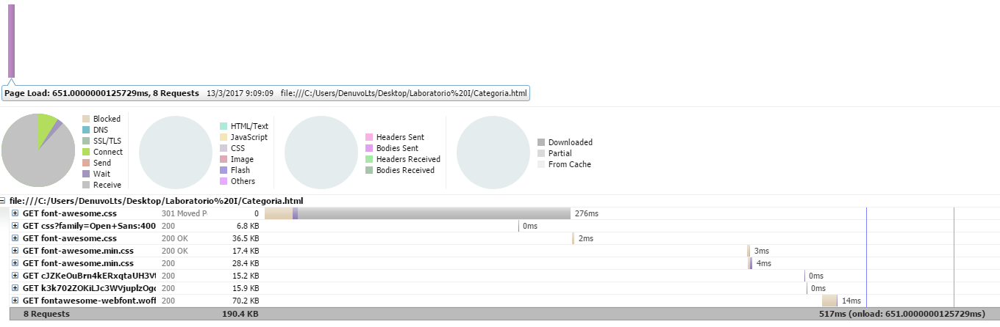 Page Load: 651.0000000125729ms, 8 Requests 13/3/2017 9:09:09 file:///C:/Users/DenuvoLts/Desktop/Laboratorio%20I/Categoria.html
Blocked
DNS
SSL/TLS
Connect
Send
Wait
Receive
HTML/Text
JavaScript
CSS
Image
Flash
Others
Headers Sent
Bodies Sent
Headers Received
Bodies Received
Downloaded
Partial
From Cache
file:///C:/Users/DenuvoLts/Desktop/Laboratorio%20I/Categoria.html
GET font-awesome.css 301 Moved P 0 276ms
GET css?family=Open+Sans:400 200 6.8 KB 0ms
GET font-awesome.css 200 OK 36.5 KB 2ms
GET font-awesome.min.css 200 OK 17.4 KB 3ms
GET font-awesome.min.css 200 28.4 KB 4ms
GET cJZKeOuBrn4kERxqtaUH3V 200 15.2 KB 0ms
GET k3k702ZOKiLJc3WVjuplzOg 200 15.9 KB 0ms
GET fontawesome-webfont.woff 200 70.2 KB 14ms
8 Requests 190.4 KB 517ms (onload: 651.0000000125729ms)